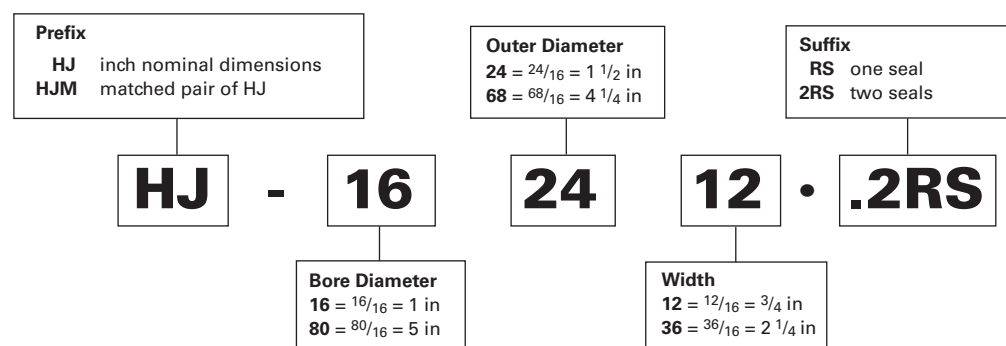 Prefix
HJ inch nominal dimensions
HJM matched pair of HJ
Outer Diameter
24 = 24/16 = 1 1/2 in
68 = 68/16 = 4 1/4 in
Suffix
RS one seal
2RS two seals
HJ - 16 24 12 • .2RS
Bore Diameter
16 = 16/16 = 1 in
80 = 80/16 = 5 in
Width
12 = 12/16 = 3/4 in
36 = 36/16 = 2 1/4 in